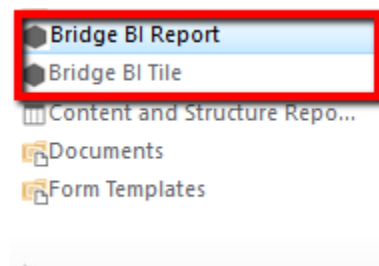 Bridge BI Report
Bridge BI Tile
Content and Structure Repo...
Documents
Form Templates